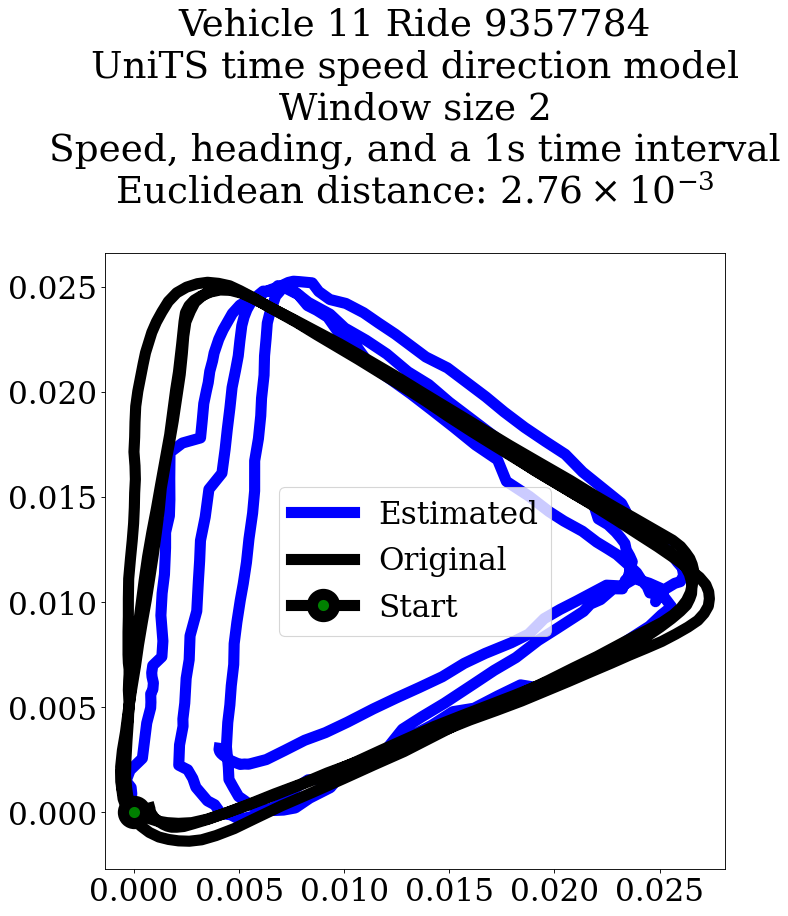 Vehicle 11 Ride 9357784
UniTS time speed direction model
Window size 2
Speed, heading, and a 1s time interval
Euclidean distance: 2.76 × 10⁻³
0.025
0.020
0.015
0.010
0.005
0.000
Estimated
Original
Start
0.000 0.005 0.010 0.015 0.020 0.025